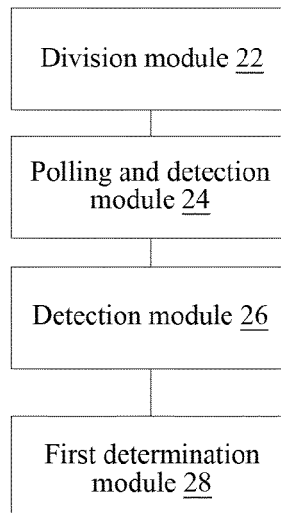 Division module 22
Polling and detection
module 24
Detection module 26
First determination
module 28